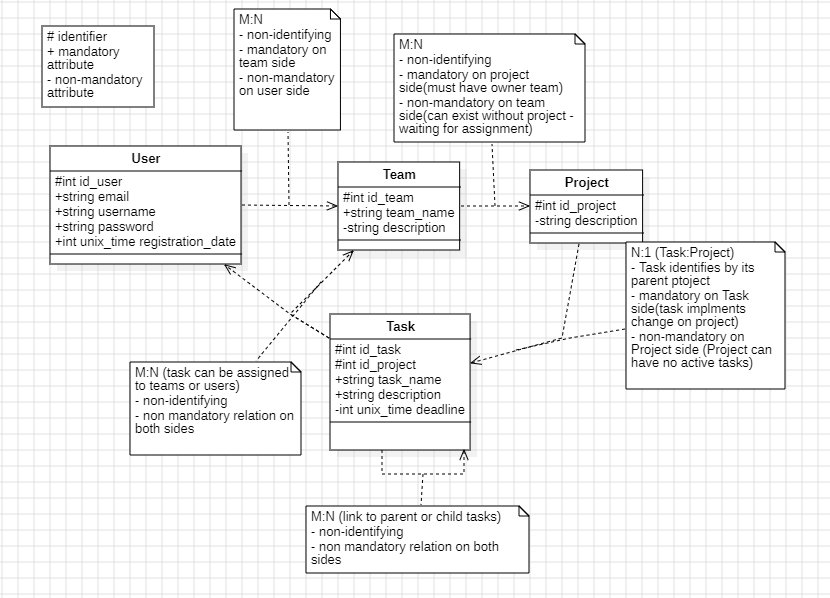 # identifier
+ mandatory
attribute
- non-mandatory
attribute
M:N
- non-identifying
- mandatory on
team side
- non-mandatory
on user side
M:N
- non-identifying
- mandatory on project
side(must have owner team)
- non-mandatory on team
side(can exist without project -
waiting for assignment)
User
#int id_user
+string email
+string username
+string password
+int unix_time registration_date
Team
#int id_team
+string team_name
-string description
Project
#int id_project
-string description
N:1 (Task:Project)
- Task identifies by its
parent ptoject
- mandatory on Task
side(task implments
change on project)
- non-mandatory on
Project side (Project can
have no active tasks)
Task
#int id_task
#int id_project
+string task_name
+string description
-int unix_time deadline
M:N (task can be assigned
to teams or users)
- non-identifying
- non mandatory relation on
both sides
M:N (link to parent or child tasks)
- non-identifying
- non mandatory relation on both
sides